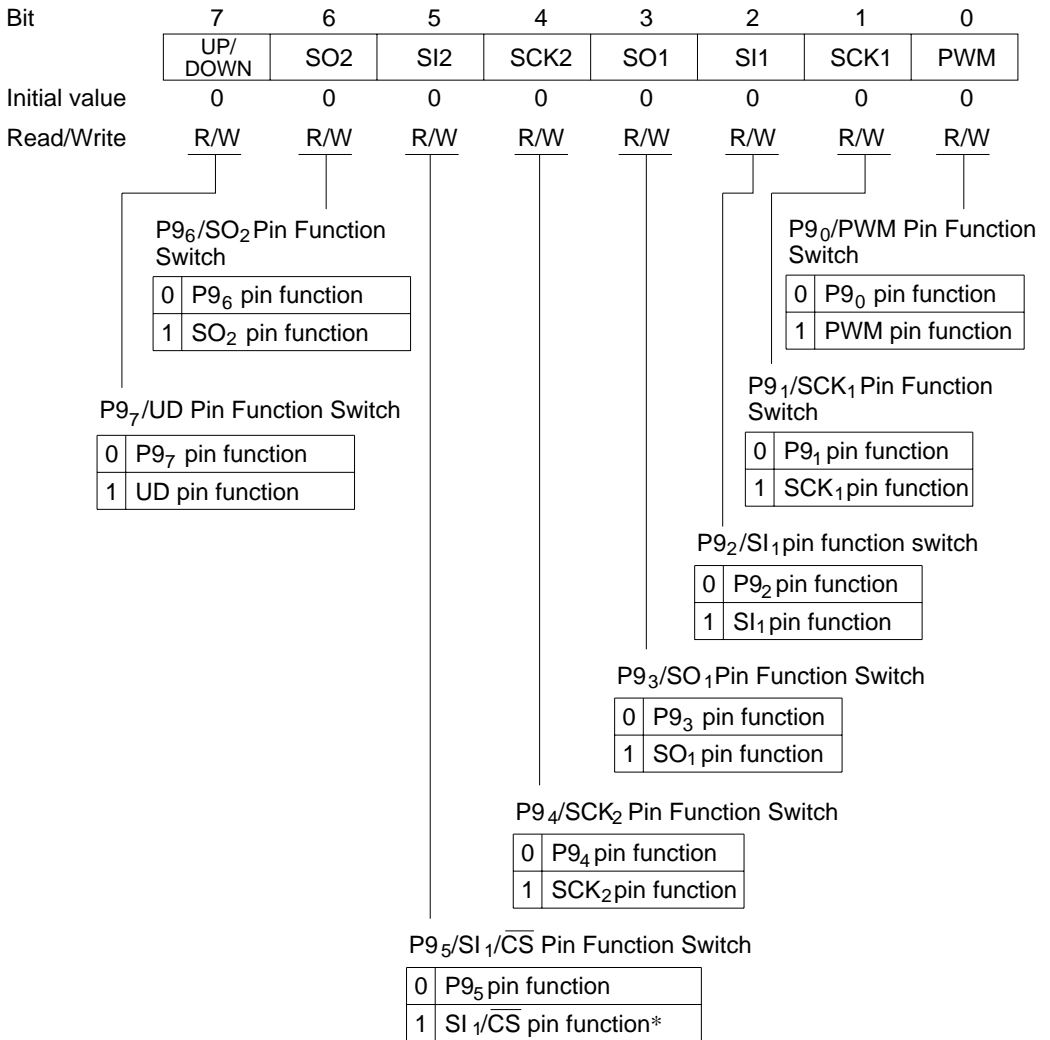 Bit 7 6 5 4 3 2 1 0
UP/DOWN SO2 SI2 SCK2 SO1 SI1 SCK1 PWM
Initial value 0 0 0 0 0 0 0 0
Read/Write R/W R/W R/W R/W R/W R/W R/W R/W
P9₆/SO₂ Pin Function
Switch
0 P9₆ pin function
1 SO₂ pin function
P9₀/PWM Pin Function
Switch
0 P9₀ pin function
1 PWM pin function
P9₇/UD Pin Function Switch
0 P9₇ pin function
1 UD pin function
P9₁/SCK₁ Pin Function
Switch
0 P9₁ pin function
1 SCK₁ pin function
P9₂/SI₁ pin function switch
0 P9₂ pin function
1 SI₁ pin function
P9₃/SO₁ Pin Function Switch
0 P9₃ pin function
1 SO₁ pin function
P9₄/SCK₂ Pin Function Switch
0 P9₄ pin function
1 SCK₂ pin function
P9₅/SI₁/C̅S̅ Pin Function Switch
0 P9₅ pin function
1 SI₁/C̅S̅ pin function*